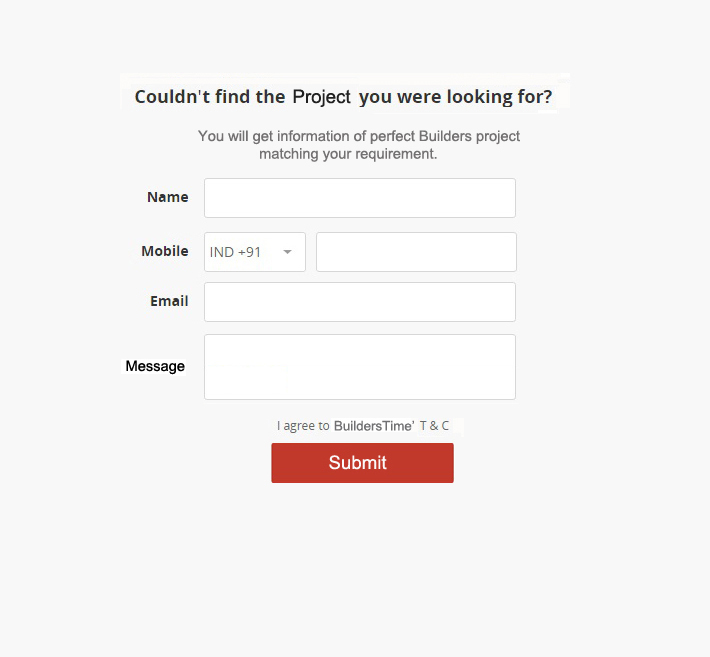 Couldn't find the Project you were looking for?
You will get information of perfect Builders project
matching your requirement.
Name
Mobile IND +91
Email
Message
I agree to BuildersTime' T & C
Submit